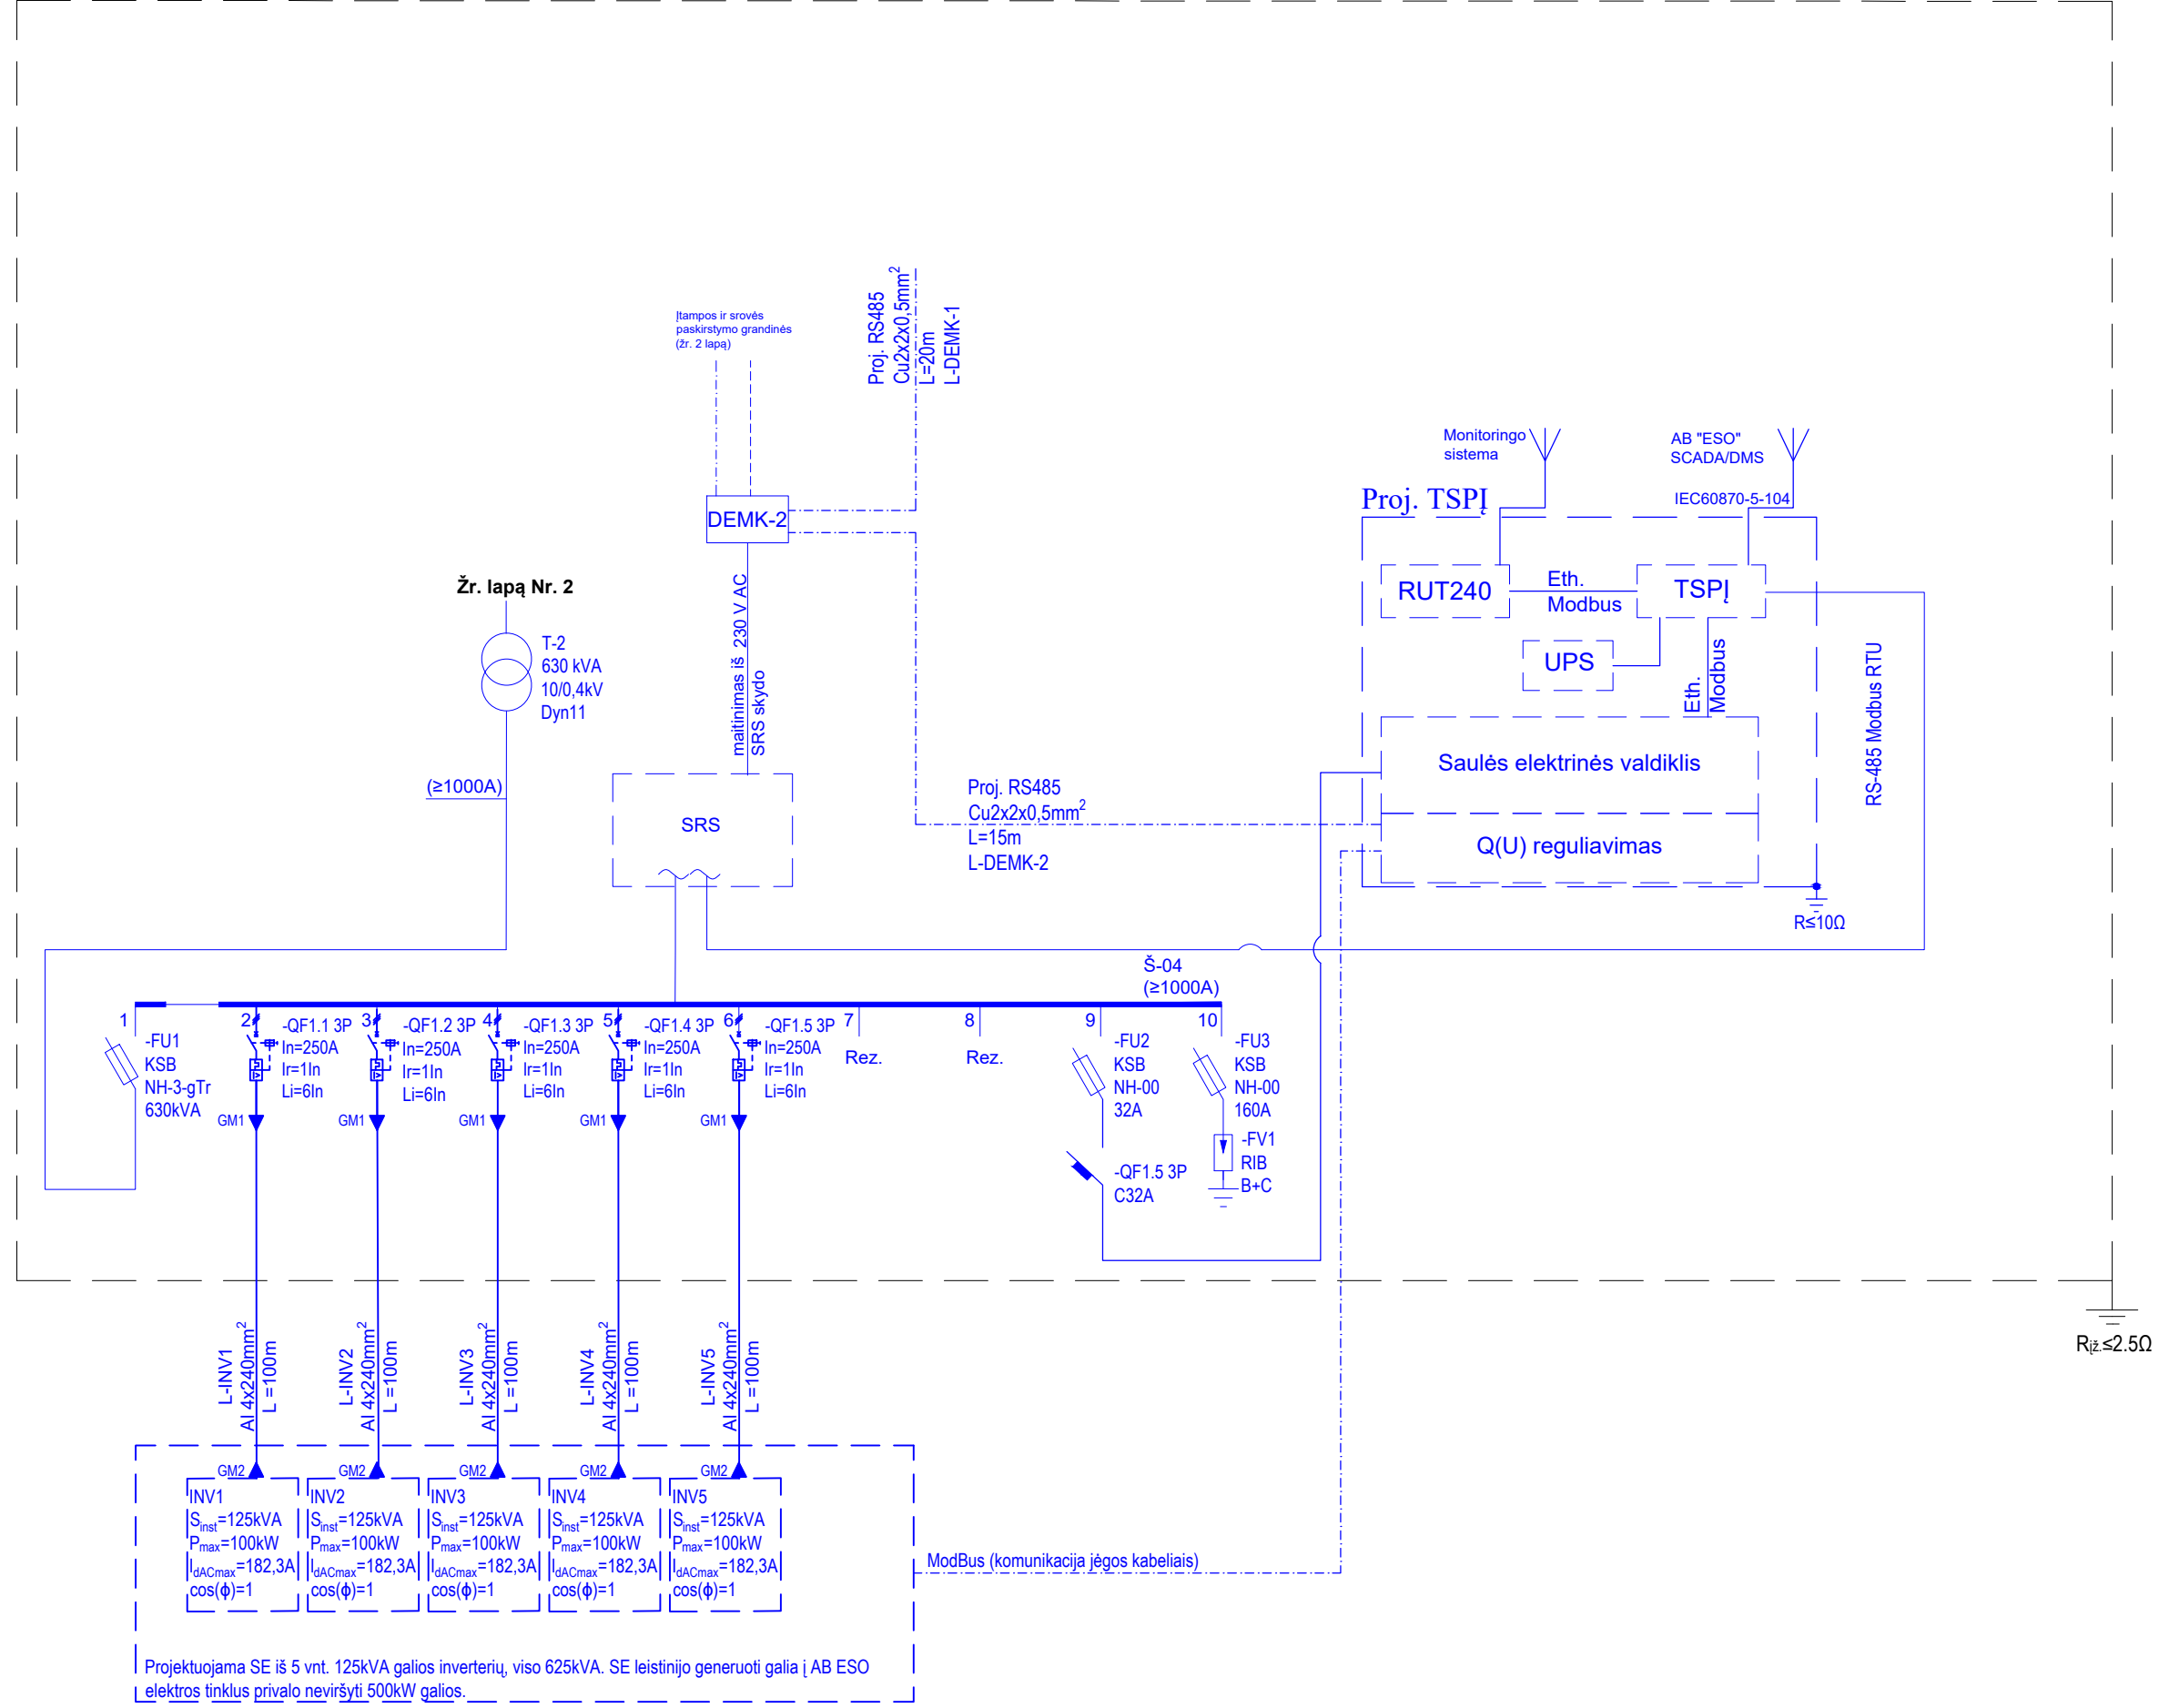 Įtampos ir srovės
paskirstymo grandinės
(žr. 2 lapą)
Proj. RS485
Cu2x2x0,5mm²
L=20m
L-DEMK-1
Monitoringo
sistema
AB "ESO"
SCADA/DMS
IEC60870-5-104
Proj. TSPĮ
DEMK-2
RUT240
Eth.
Modbus
TSPĮ
UPS
Eth.
Modbus
RS-485 Modbus RTU
Žr. lapą Nr. 2
T-2
630 kVA
10/0,4kV
Dyn11
maitinimas iš 230 V AC
SRS skydo
(≥1000A)
SRS
Proj. RS485
Cu2x2x0,5mm²
L=15m
L-DEMK-2
Saulės elektrinės valdiklis
Q(U) reguliavimas
R≤10Ω
Š-04
(≥1000A)
1
-FU1
KSB
NH-3-gTr
630kVA
2
-QF1.1 3P
In=250A
Ir=1In
Li=6In
GM1
3
-QF1.2 3P
In=250A
Ir=1In
Li=6In
GM1
4
-QF1.3 3P
In=250A
Ir=1In
Li=6In
GM1
5
-QF1.4 3P
In=250A
Ir=1In
Li=6In
GM1
6
-QF1.5 3P
In=250A
Ir=1In
Li=6In
GM1
7
Rez.
8
Rez.
9
-FU2
KSB
NH-00
32A
-QF1.5 3P
C32A
10
-FU3
KSB
NH-00
160A
-FV1
RIB
B+C
Rįž.≤2.5Ω
L-INV1
Al 4x240mm²
L=100m
L-INV2
Al 4x240mm²
L=100m
L-INV3
Al 4x240mm²
L=100m
L-INV4
Al 4x240mm²
L=100m
L-INV5
Al 4x240mm²
L=100m
GM2
INV1
Sinst=125kVA
Pmax=100kW
IdACmax=182,3A
cos(ϕ)=1
GM2
INV2
Sinst=125kVA
Pmax=100kW
IdACmax=182,3A
cos(ϕ)=1
GM2
INV3
Sinst=125kVA
Pmax=100kW
IdACmax=182,3A
cos(ϕ)=1
GM2
INV4
Sinst=125kVA
Pmax=100kW
IdACmax=182,3A
cos(ϕ)=1
GM2
INV5
Sinst=125kVA
Pmax=100kW
IdACmax=182,3A
cos(ϕ)=1
ModBus (komunikacija jėgos kabeliais)
Projektuojama SE iš 5 vnt. 125kVA galios inverterių, viso 625kVA. SE leistinijo generuoti galia į AB ESO
elektros tinklus privalo neviršyti 500kW galios.